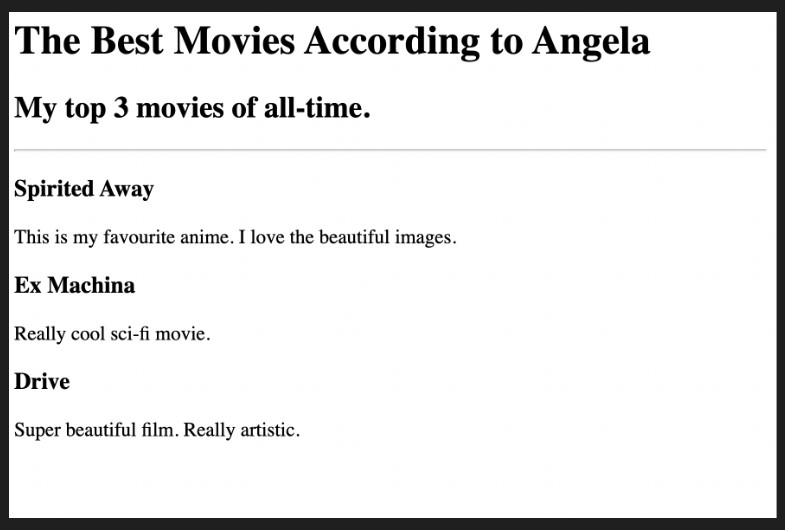 The Best Movies According to Angela
My top 3 movies of all-time.
Spirited Away
This is my favourite anime. I love the beautiful images.
Ex Machina
Really cool sci-fi movie.
Drive
Super beautiful film. Really artistic.